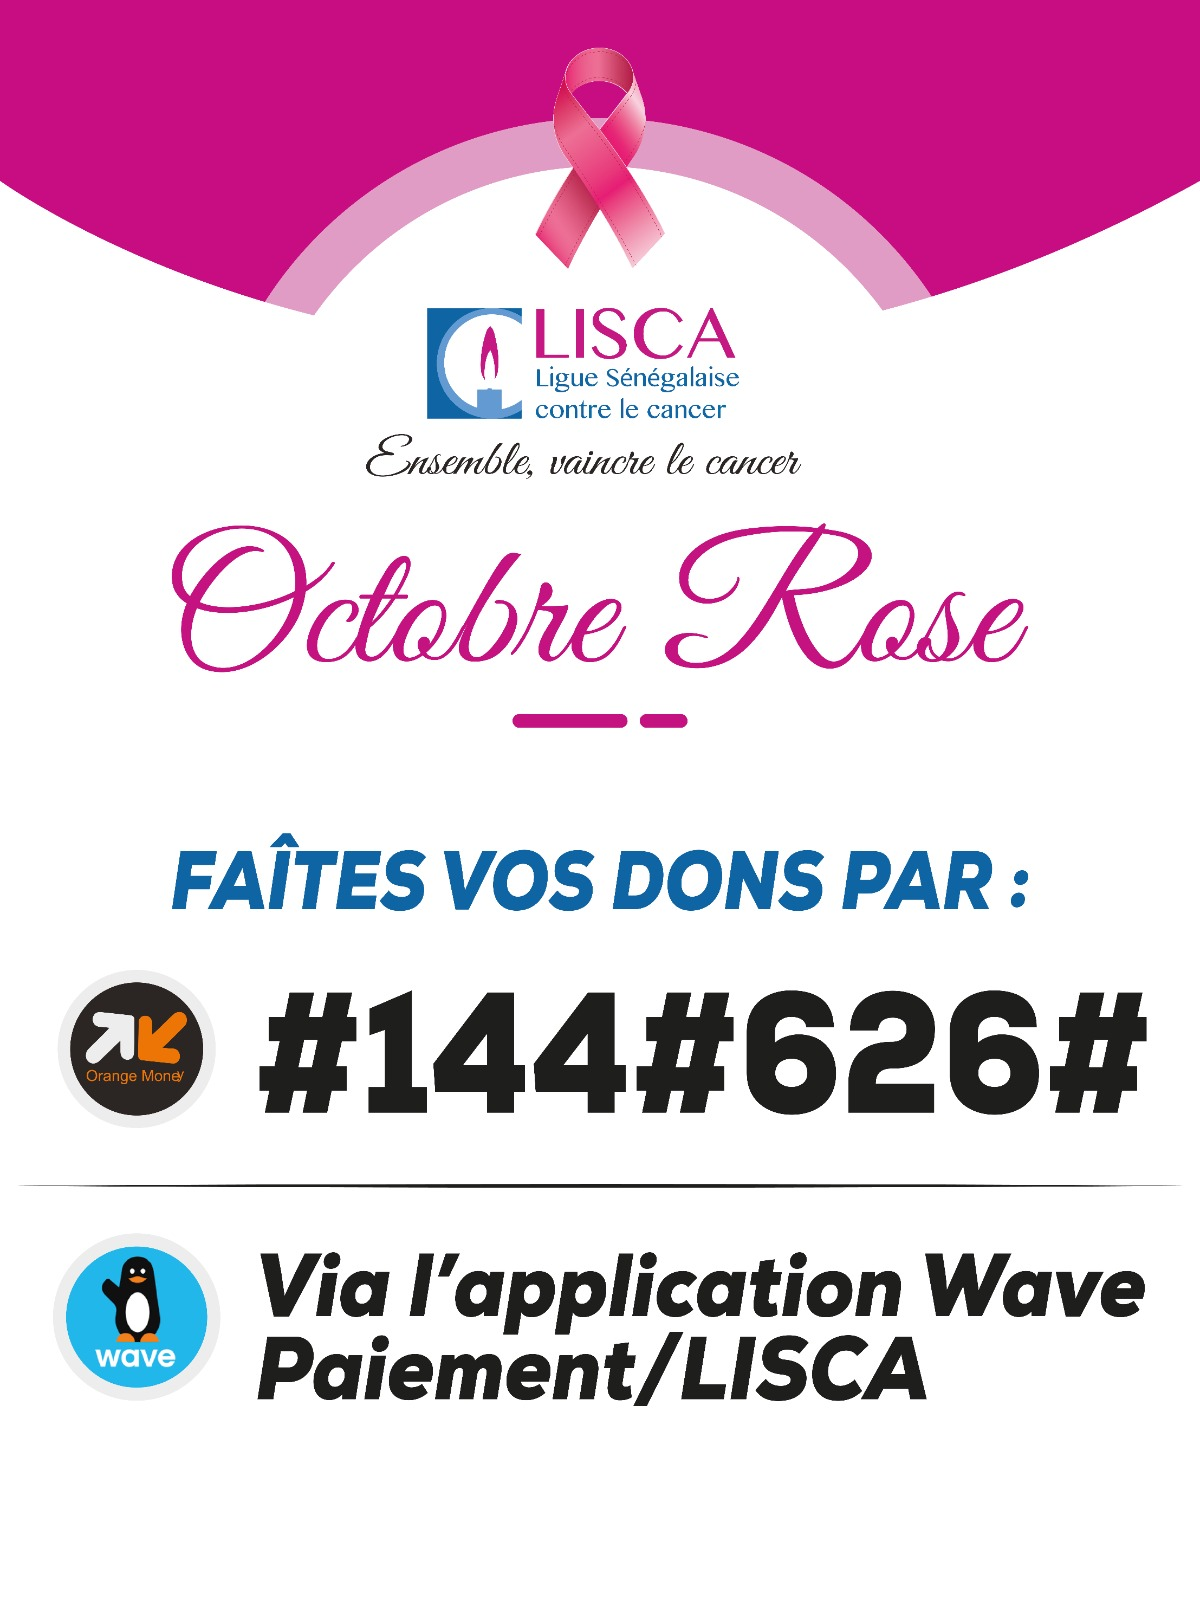 LISCA
Ligue Sénégalaise
contre le cancer
Ensemble, vaincre le cancer
Octobre Rose
FAÎTES VOS DONS PAR :
Orange Money
#144#626#
wave
Via l'application Wave
Paiement/LISCA